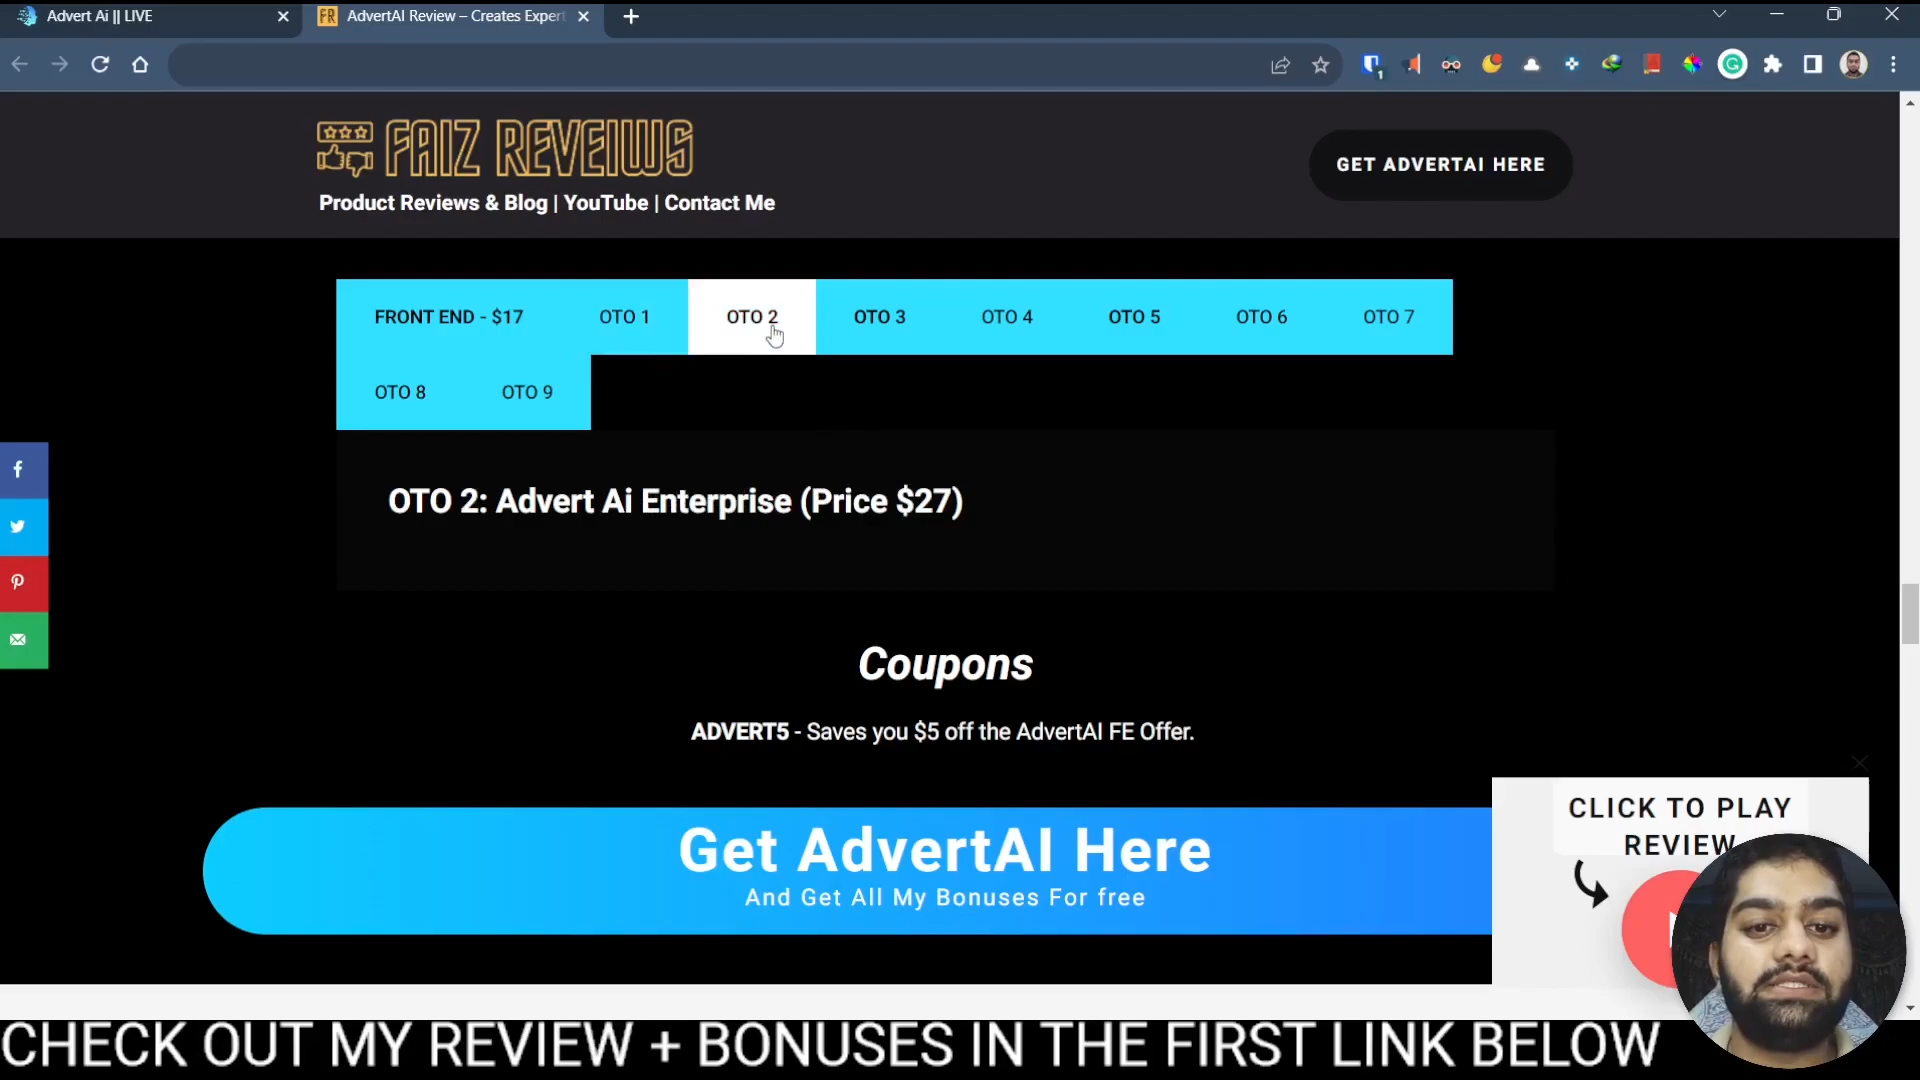 Advert Ai || LIVE
FR AdvertAI Review – Creates Exper
FAIZ REVEIWS
Product Reviews & Blog | YouTube | Contact Me
GET ADVERTAI HERE
FRONT END - $17 OTO 1 OTO 2 OTO 3 OTO 4 OTO 5 OTO 6 OTO 7
OTO 8 OTO 9
OTO 2: Advert Ai Enterprise (Price $27)
Coupons
ADVERT5 - Saves you $5 off the AdvertAI FE Offer.
Get AdvertAI Here
And Get All My Bonuses For free
CLICK TO PLAY
REVIEW
CHECK OUT MY REVIEW + BONUSES IN THE FIRST LINK BELOW